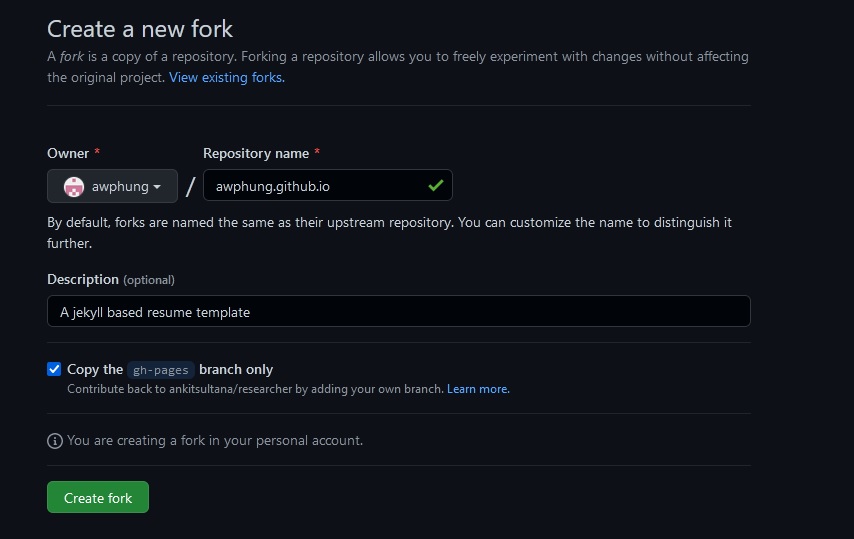 Create a new fork
A fork is a copy of a repository. Forking a repository allows you to freely experiment with changes without affecting
the original project. View existing forks.
Owner * Repository name *
awphung / awphung.github.io
By default, forks are named the same as their upstream repository. You can customize the name to distinguish it
further.
Description (optional)
A jekyll based resume template
Copy the gh-pages branch only
Contribute back to ankitsultana/researcher by adding your own branch. Learn more.
You are creating a fork in your personal account.
Create fork